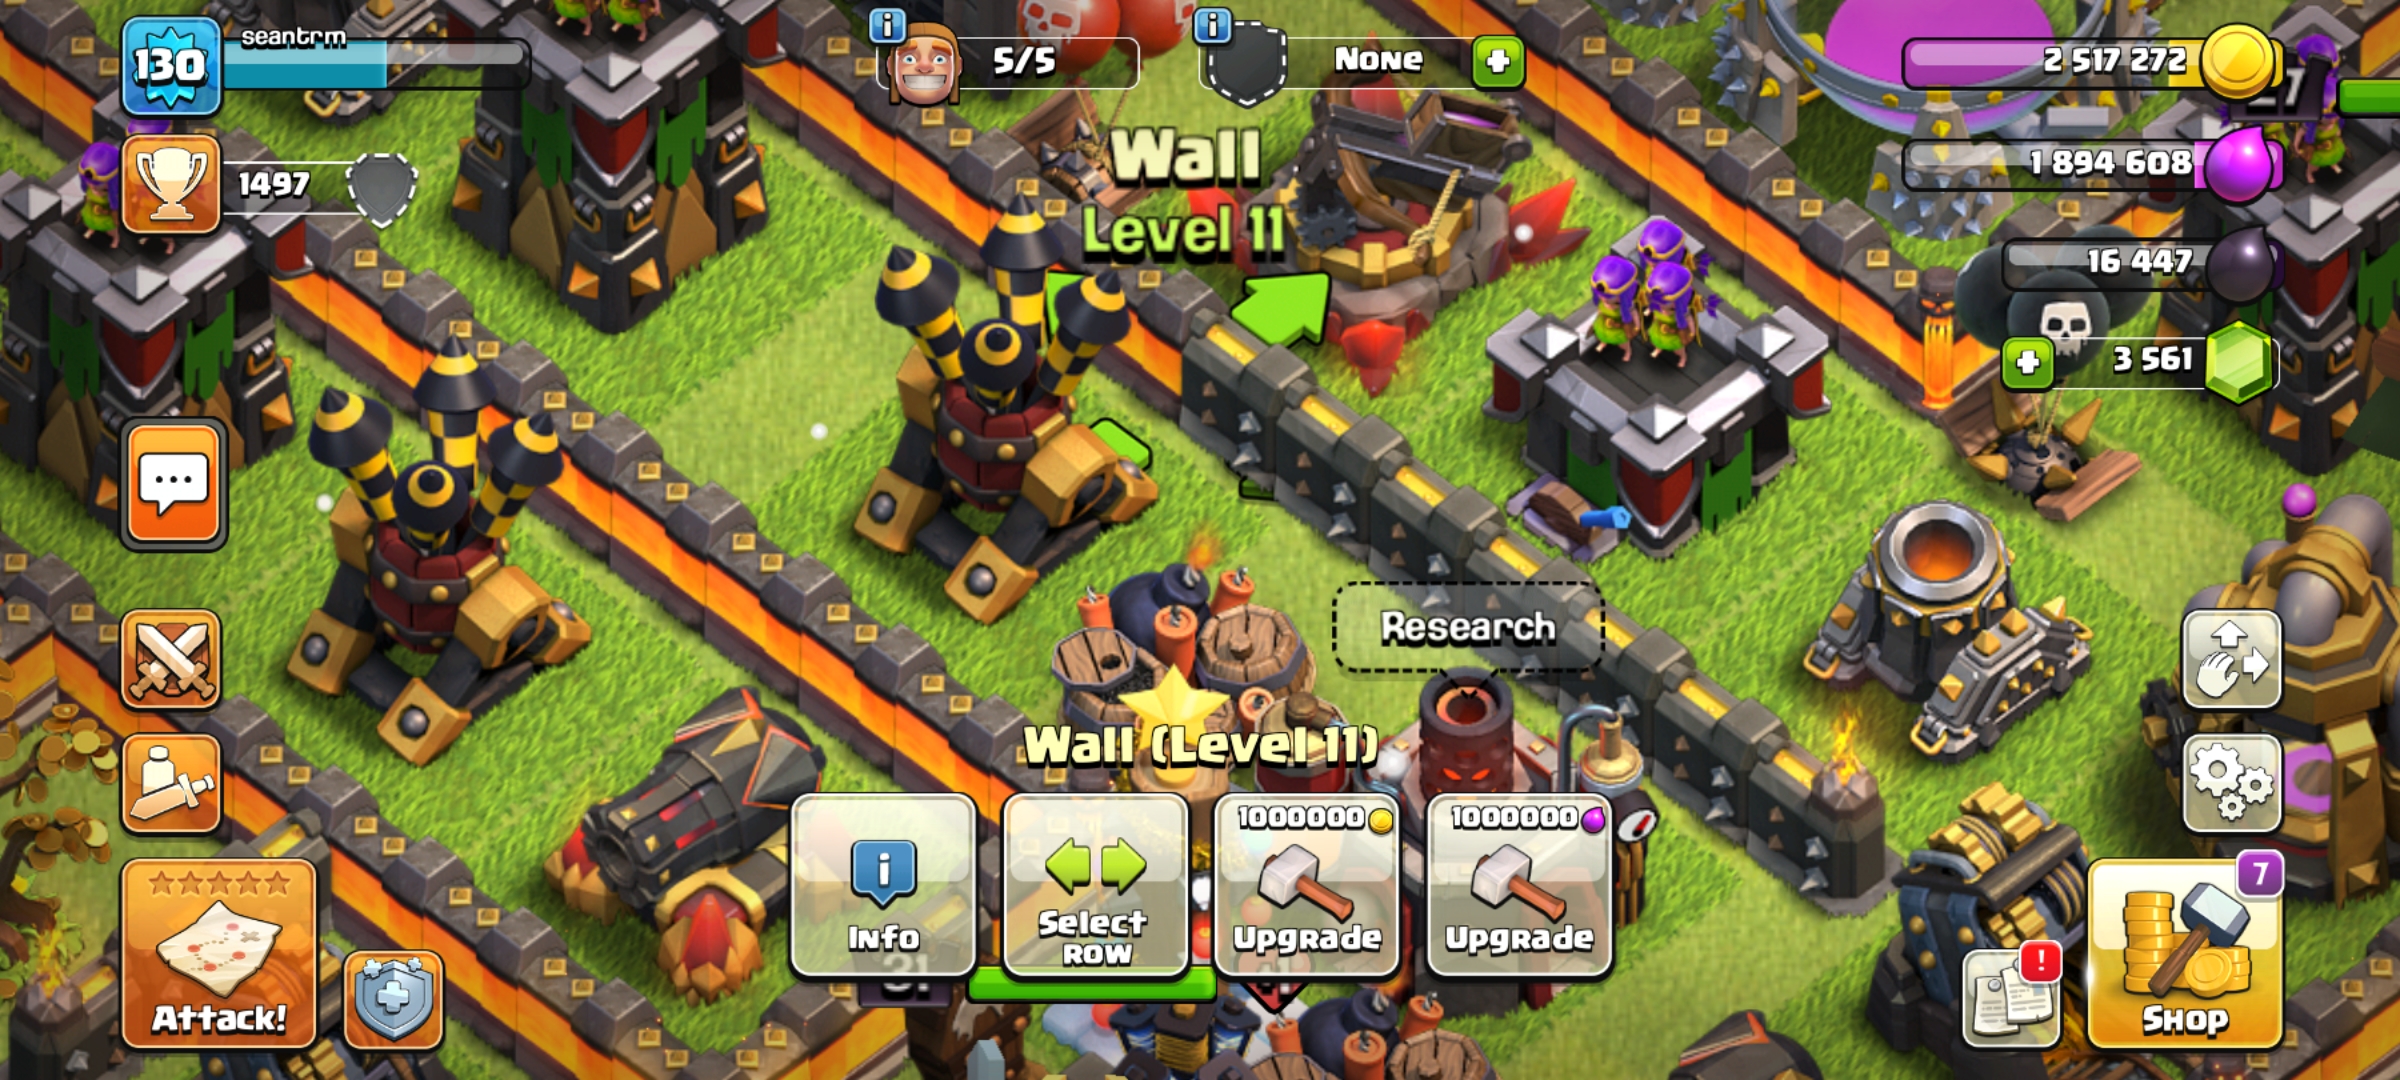 130
seantrm
5/5
None
2 517 272
1497
1 894 608
16 447
3 561
Wall
Level 11
Research
Wall (Level 11)
Info
Select
Row
1000000
Upgrade
1000000
Upgrade
Attack!
31
7
!
Shop